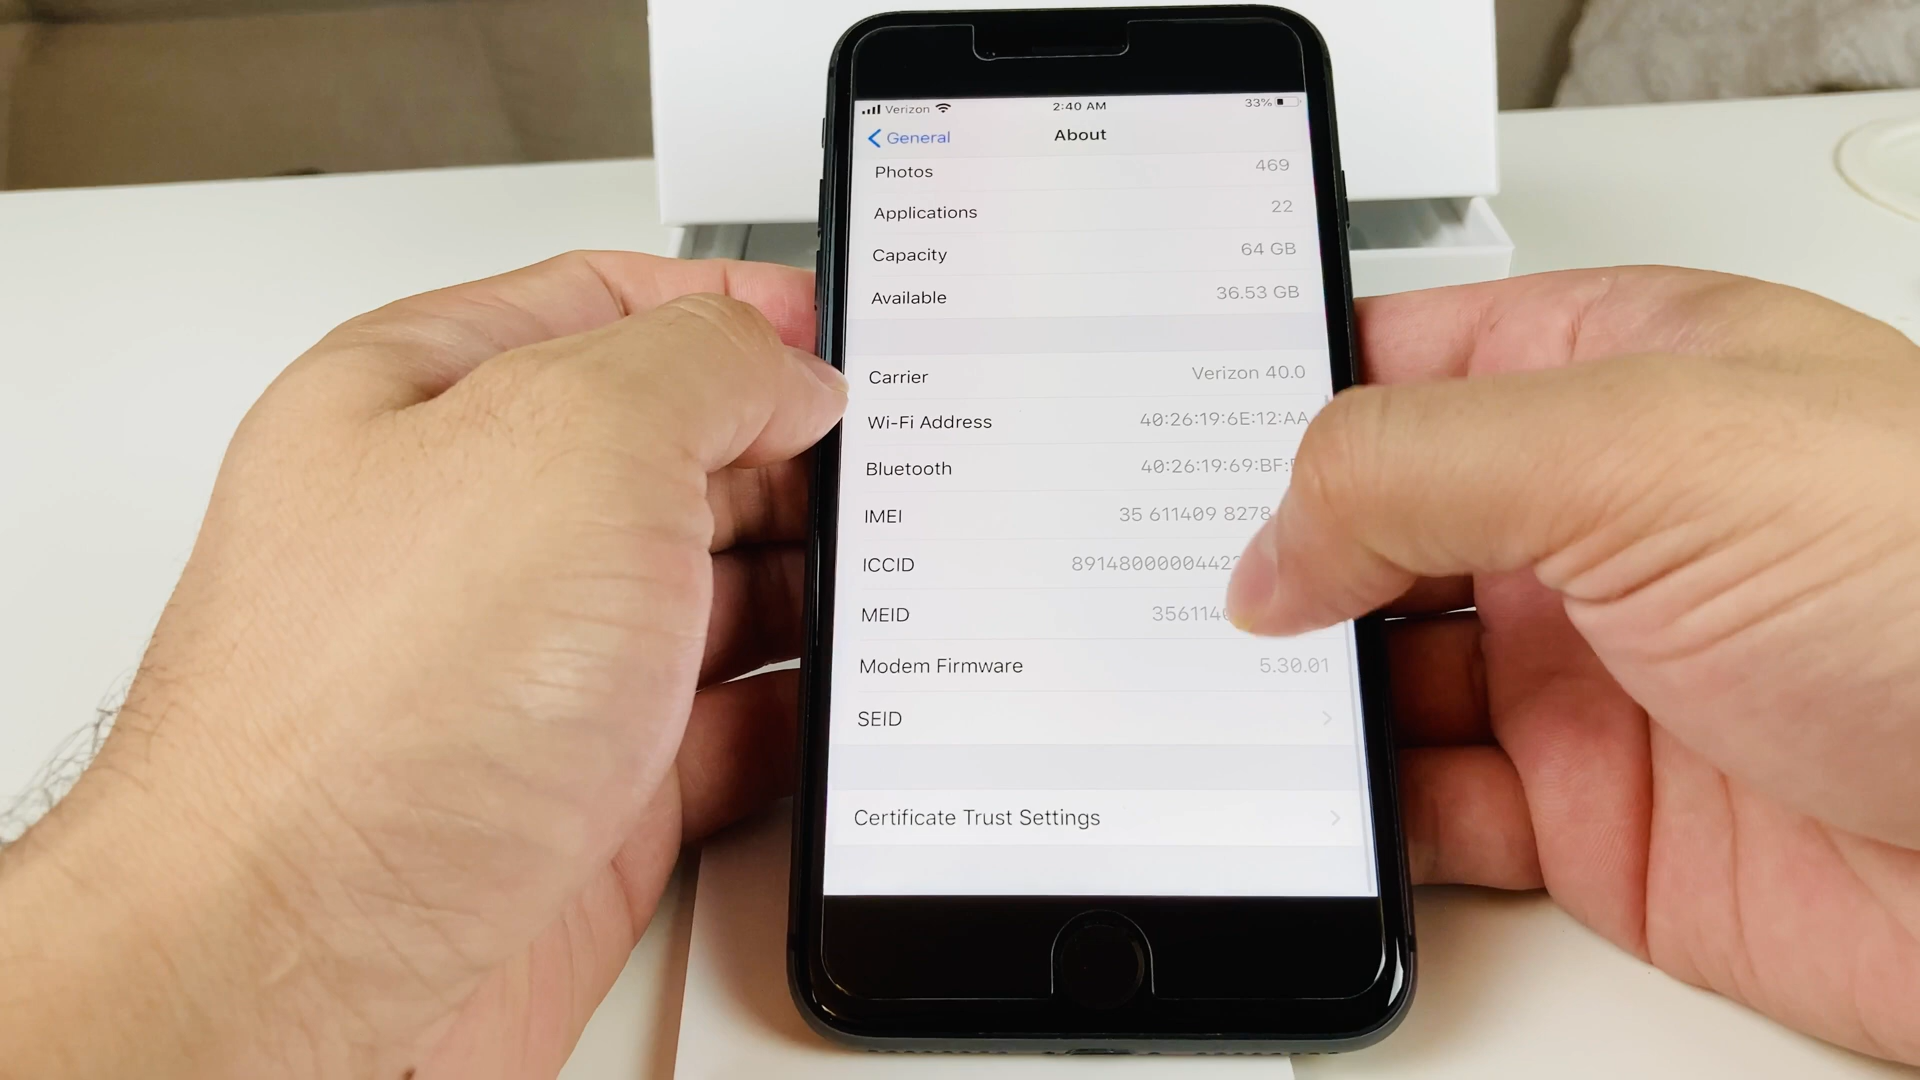 Verizon 2:40 AM 33%
General About
Photos 469
Applications 22
Capacity 64 GB
Available 36.53 GB
Carrier Verizon 40.0
Wi-Fi Address 40:26:19:6E:12:AA
Bluetooth 40:26:19:69:BF:
IMEI 35 611409 8278
ICCID 8914800000442
MEID 356114
Modem Firmware 5.30.01
SEID
Certificate Trust Settings